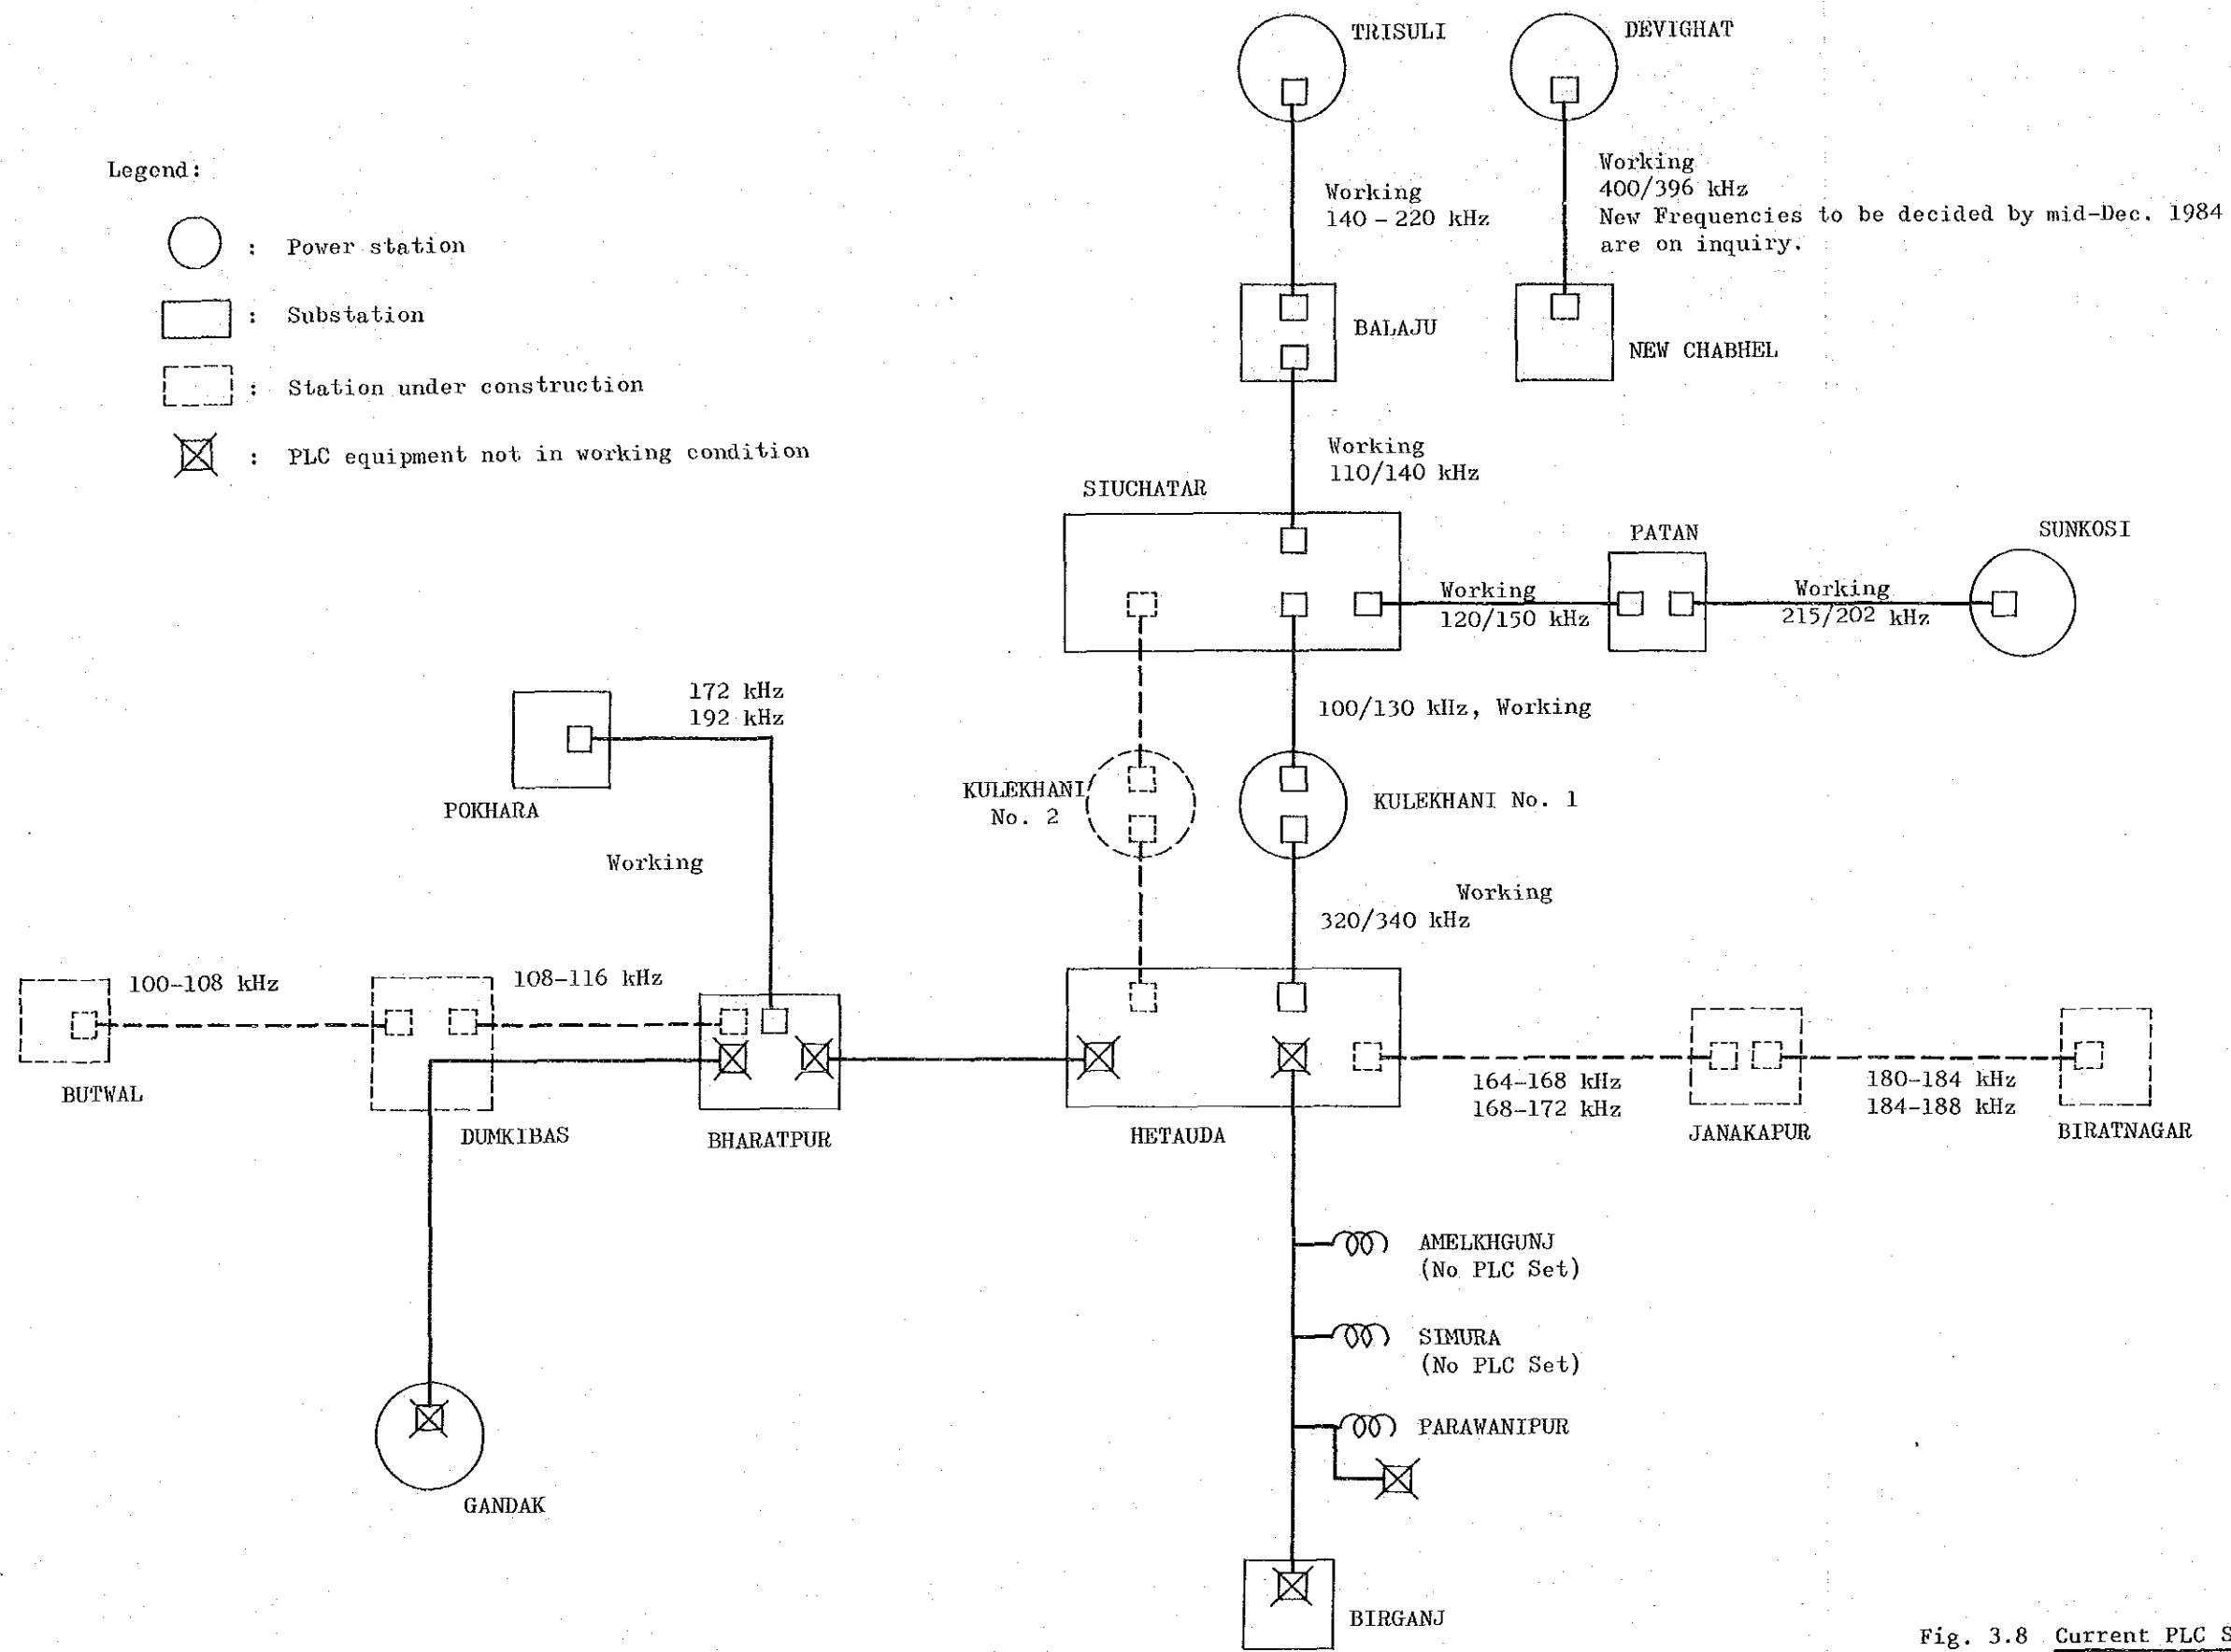 TRISULI
DEVIGHAT
Legend:
: Power station
: Substation
: Station under construction
: PLC equipment not in working condition
Working
140 - 220 kHz
Working
400/396 kHz
New Frequencies to be decided by mid-Dec. 1984
are on inquiry.
BALAJU
NEW CHABHEL
Working
110/140 kHz
SIUCHATAR
PATAN
SUNKOSI
Working
120/150 kHz
Working
215/202 kHz
172 kHz
192 kHz
100/130 kHz, Working
POKHARA
KULEKHANI
No. 2
KULEKHANI No. 1
Working
Working
320/340 kHz
100-108 kHz
108-116 kHz
BUTWAL
DUMKIBAS
BHARATPUR
HETAUDA
164-168 kHz
168-172 kHz
180-184 kHz
184-188 kHz
JANAKAPUR
BIRATNAGAR
AMELKHGUNJ
(No PLC Set)
SIMURA
(No PLC Set)
PARAWANIPUR
GANDAK
BIRGANJ
Fig. 3.8 Current PLC S